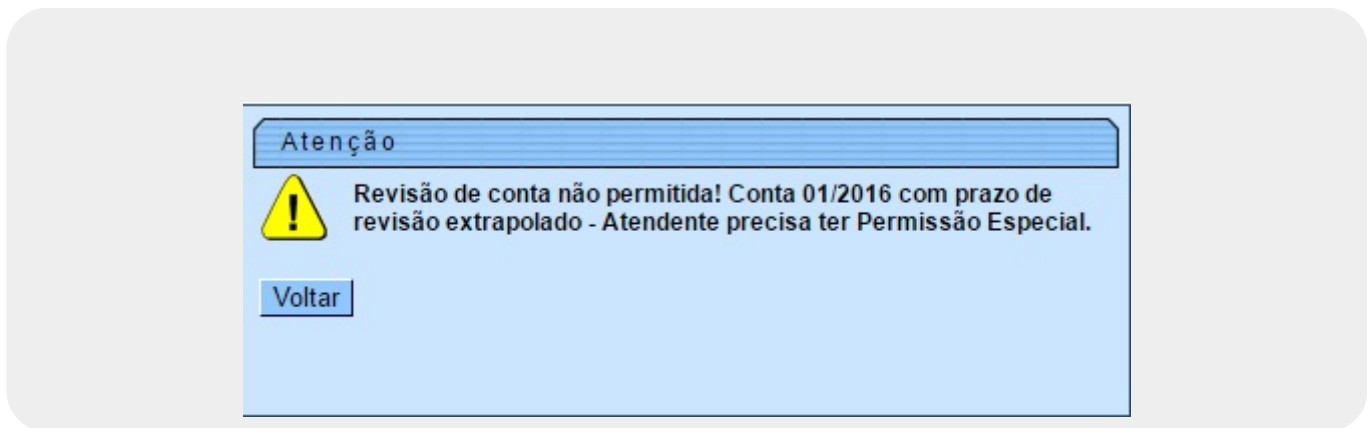 Atenção
Revisão de conta não permitida! Conta 01/2016 com prazo de
revisão extrapolado - Atendente precisa ter Permissão Especial.
Voltar